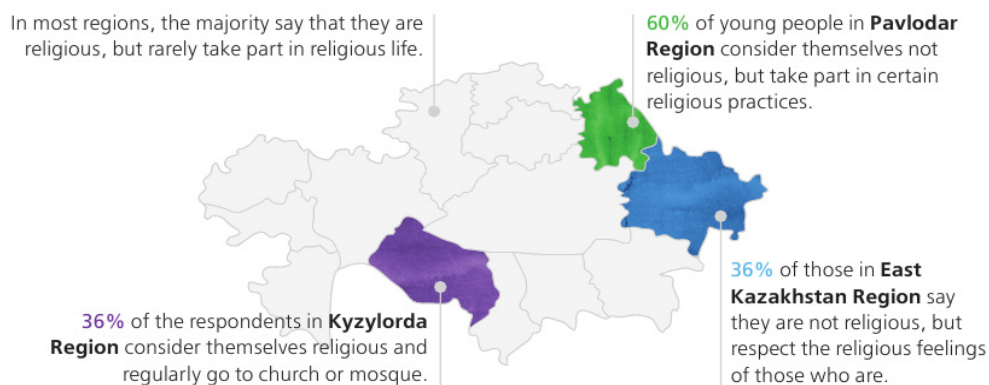 In most regions, the majority say that they are
religious, but rarely take part in religious life.
60% of young people in Pavlodar
Region consider themselves not
religious, but take part in certain
religious practices.
36% of the respondents in Kyzylorda
Region consider themselves religious and
regularly go to church or mosque.
36% of those in East
Kazakhstan Region say
they are not religious, but
respect the religious feelings
of those who are.